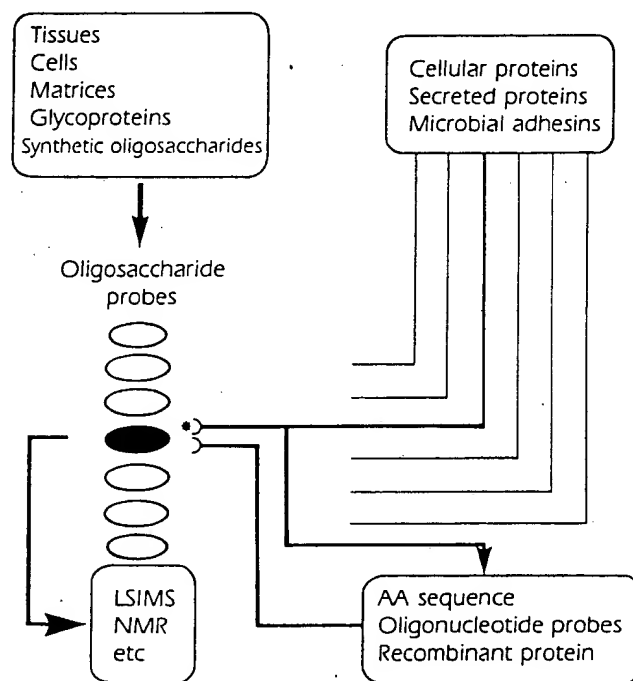 Tissues
Cells
Matrices
Glycoproteins
Synthetic oligosaccharides
Cellular proteins
Secreted proteins
Microbial adhesins
Oligosaccharide
probes
*
LSIMS
NMR
etc
AA sequence
Oligonucleotide probes
Recombinant protein